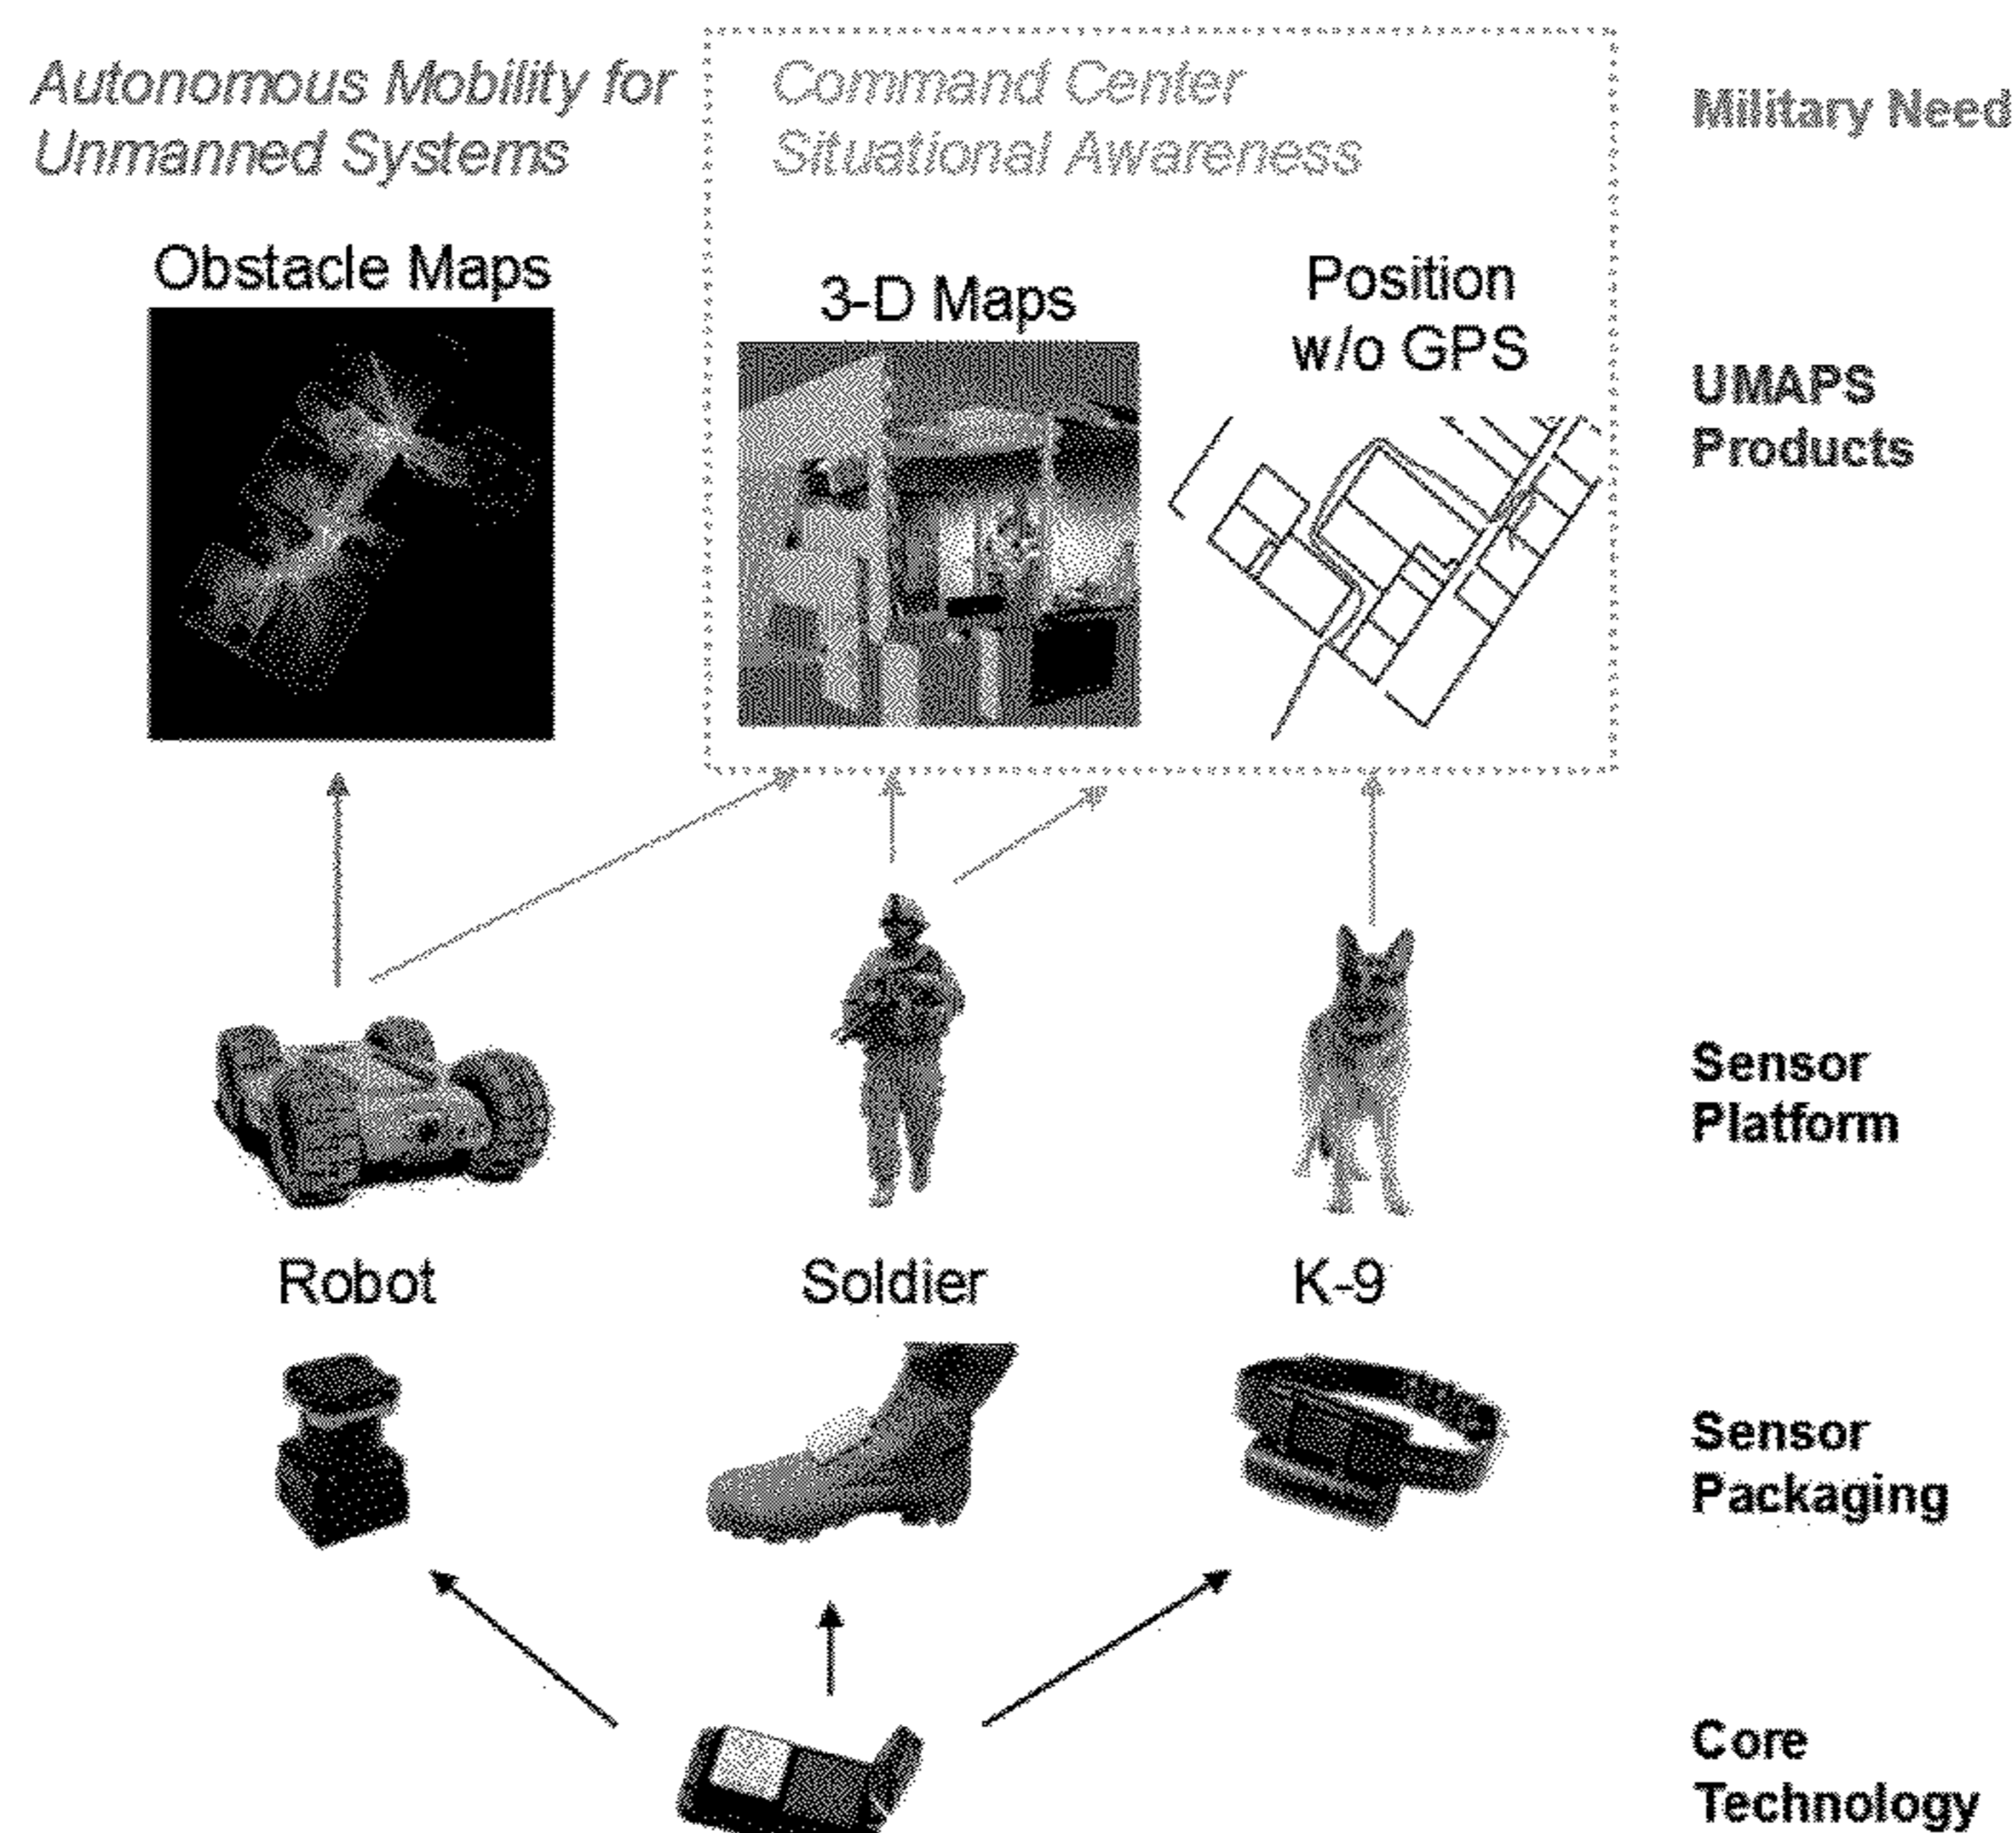 Autonomous Mobility for
Unmanned Systems
Command Center
Situational Awareness
Military Need
Obstacle Maps
3-D Maps
Position
w/o GPS
UMAPS
Products
Sensor
Platform
Robot
Soldier
K-9
Sensor
Packaging
Core
Technology